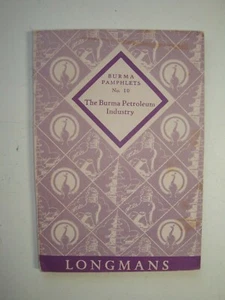 BURMA
PAMPHLETS
No. 10
The Burma Petroleum
Industry
LONGMANS